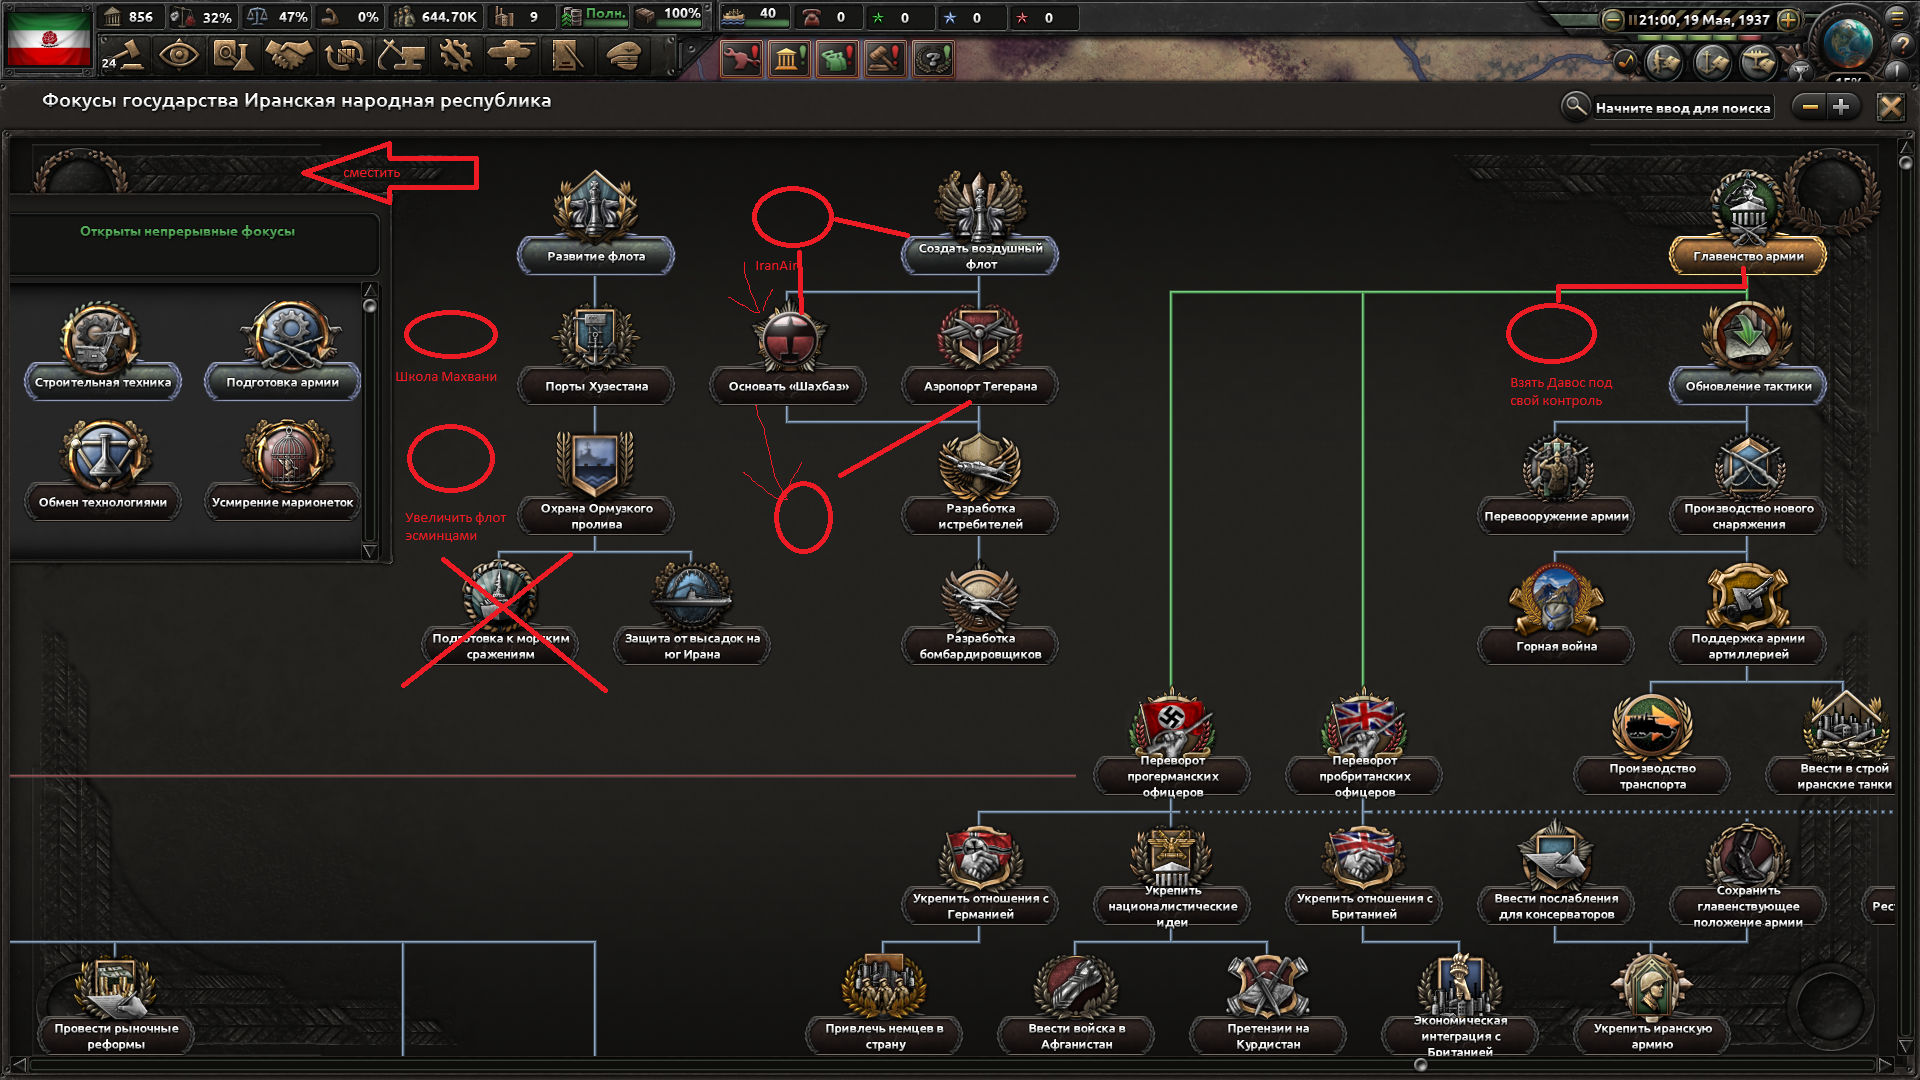 856
32%
47%
0%
644.70K
9
Полн.
100%
40
0
0
0
0
21:00, 19 Мая, 1937
24
15%
Фокусы государства Иранская народная республика
Начните ввод для поиска
сместить
Открыты непрерывные фокусы
Строительная техника
Подготовка армии
Обмен технологиями
Усмирение марионеток
Развитие флота
Создать воздушный
флот
Главенство армии
IranAir
Школа Махвани
Порты Хузестана
Основать «Шахбаз»
Аэропорт Тегерана
Взять Давос под
свой контроль
Обновление тактики
Увеличить флот
эсминцами
Охрана Ормузкого
пролива
Разработка
истребителей
Перевооружение армии
Производство нового
снаряжения
Подготовка к морским
сражениям
Защита от высадок на
юг Ирана
Разработка
бомбардировщиков
Горная война
Поддержка армии
артиллерией
Переворот
прогерманских
офицеров
Переворот
пробританских
офицеров
Производство
транспорта
Ввести в строй
иранские танки
Укрепить отношения с
Германией
Укрепить
националистические
идеи
Укрепить отношения с
Британией
Ввести послабления
для консерваторов
Сохранить
главенствующее
положение армии
Рес
Провести рыночные
реформы
Привлечь немцев в
страну
Ввести войска в
Афганистан
Претензии на
Курдистан
Экономическая
интеграция с
Британией
Укрепить иранскую
армию